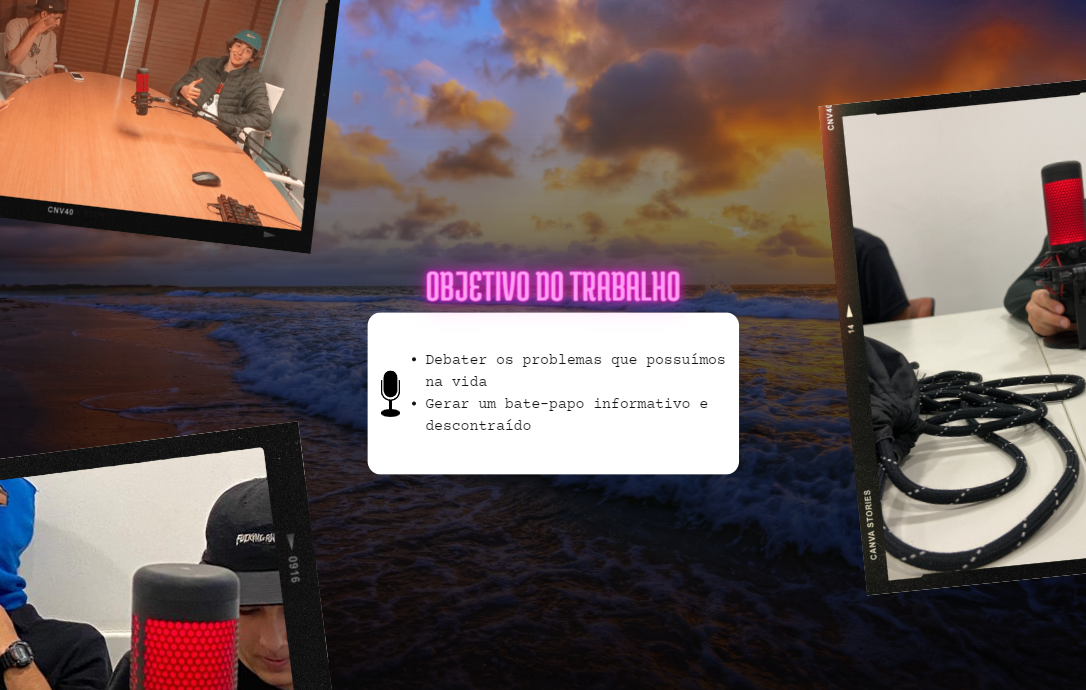 CNV40
CNV40
OBJETIVO DO TRABALHO
• Debater os problemas que possuímos
na vida
• Gerar um bate-papo informativo e
descontraído
14
CANVA STORIES
0916